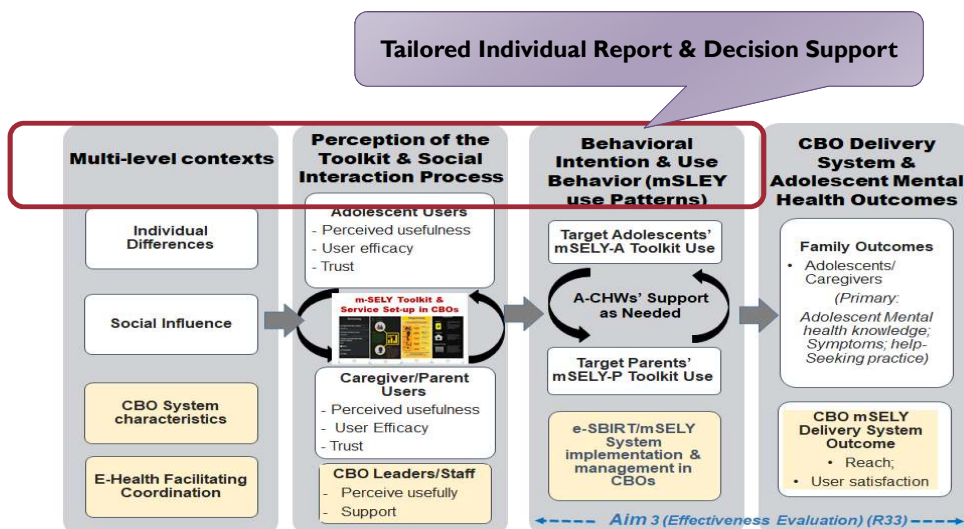 Tailored Individual Report & Decision Support
Multi-level contexts
Individual
Differences
Social Influence
CBO System
characteristics
E-Health Facilitating
Coordination
Perception of the
Toolkit & Social
Interaction Process
Adolescent Users
- Perceived usefulness
- User efficacy
- Trust
m-SELY Toolkit &
Service Set-up in CBOs
Caregiver/Parent
Users
- Perceived usefulness
- User Efficacy
- Trust
CBO Leaders/Staff
- Perceive usefully
- Support
Behavioral
Intention & Use
Behavior (mSLEY
use Patterns)
Target Adolescents'
mSELY-A Toolkit Use
A-CHWs' Support
as Needed
Target Parents'
mSELY-P Toolkit Use
e-SBIRT/mSELY
System
implementation &
management in
CBOs
CBO Delivery
System &
Adolescent Mental
Health Outcomes
Family Outcomes
• Adolescents/
Caregivers
(Primary:
Adolescent Mental
health knowledge;
Symptoms; help-
Seeking practice)
CBO mSELY
Delivery System
Outcome
• Reach;
• User satisfaction
Aim 3 (Effectiveness Evaluation) (R33)